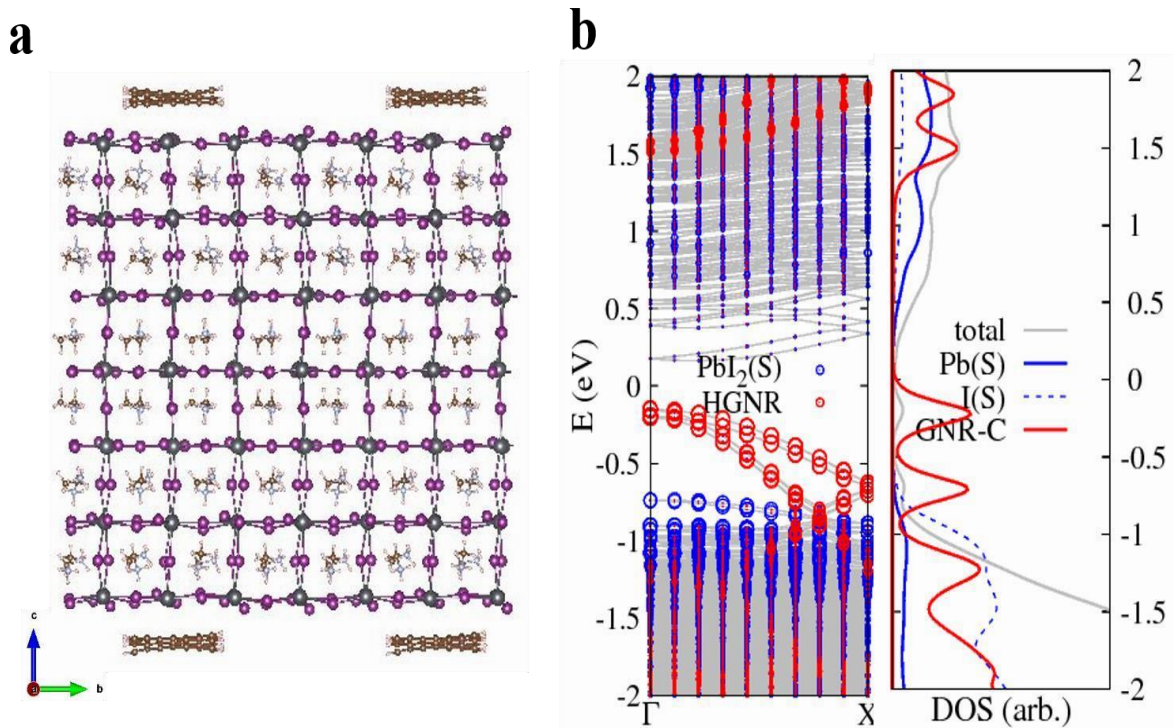 a
b
c
a
b
E (eV)
2
1.5
1
0.5
0
-0.5
-1
-1.5
-2
PbI₂(S)
HGNR
Γ
X
total
Pb(S)
I(S)
GNR-C
2
1.5
1
0.5
0
-0.5
-1
-1.5
-2
DOS (arb.)